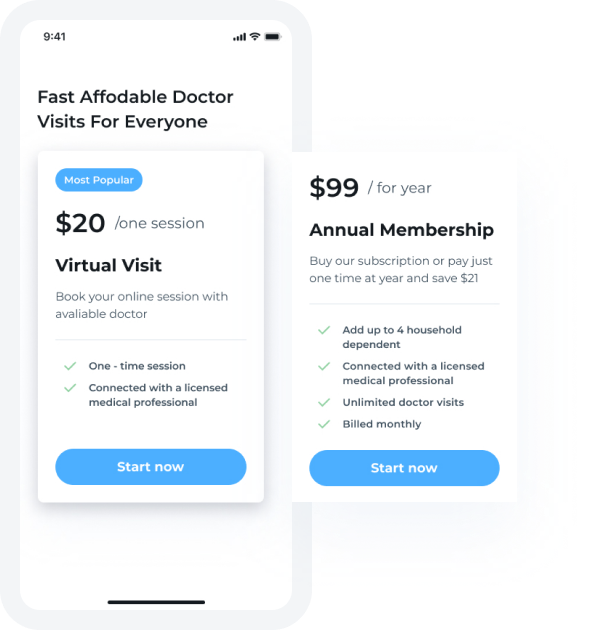 9:41
Fast Affodable Doctor
Visits For Everyone
Most Popular
$20 /one session
Virtual Visit
Book your online session with
avaliable doctor
One - time session
Connected with a licensed
medical professional
Start now
$99 / for year
Annual Membership
Buy our subscription or pay just
one time at year and save $21
Add up to 4 household
dependent
Connected with a licensed
medical professional
Unlimited doctor visits
Billed monthly
Start now